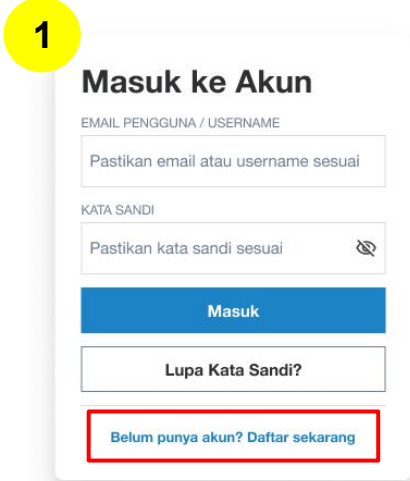 1
Masuk ke Akun
EMAIL PENGGUNA / USERNAME
Pastikan email atau username sesuai
KATA SANDI
Pastikan kata sandi sesuai
Masuk
Lupa Kata Sandi?
Belum punya akun? Daftar sekarang